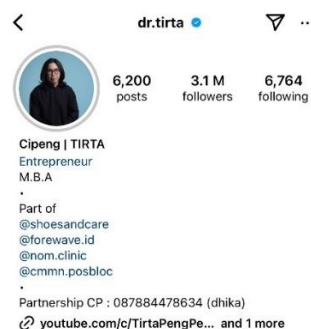 dr.tirta
6,200 3.1 M 6,764
posts followers following
Cipeng | TIRTA
Entrepreneur
M.B.A
.
Part of
@shoesandcare
@forewave.id
@nom.clinic
@cmmn.posbloc
.
Partnership CP : 087884478634 (dhika)
youtube.com/c/TirtaPengPe... and 1 more